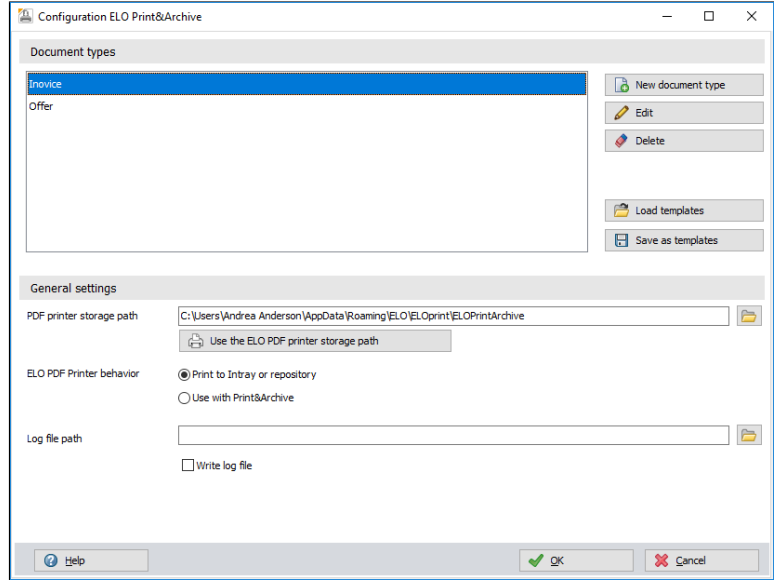 Configuration ELO Print&Archive
Document types
Inovice
Offer
New document type
Edit
Delete
Load templates
Save as templates
General settings
PDF printer storage path
C:\Users\Andrea Anderson\AppData\Roaming\ELO\ELOprint\ELOPrintArchive
Use the ELO PDF printer storage path
ELO PDF Printer behavior
Print to Intray or repository
Use with Print&Archive
Log file path
Write log file
Help
OK
Cancel